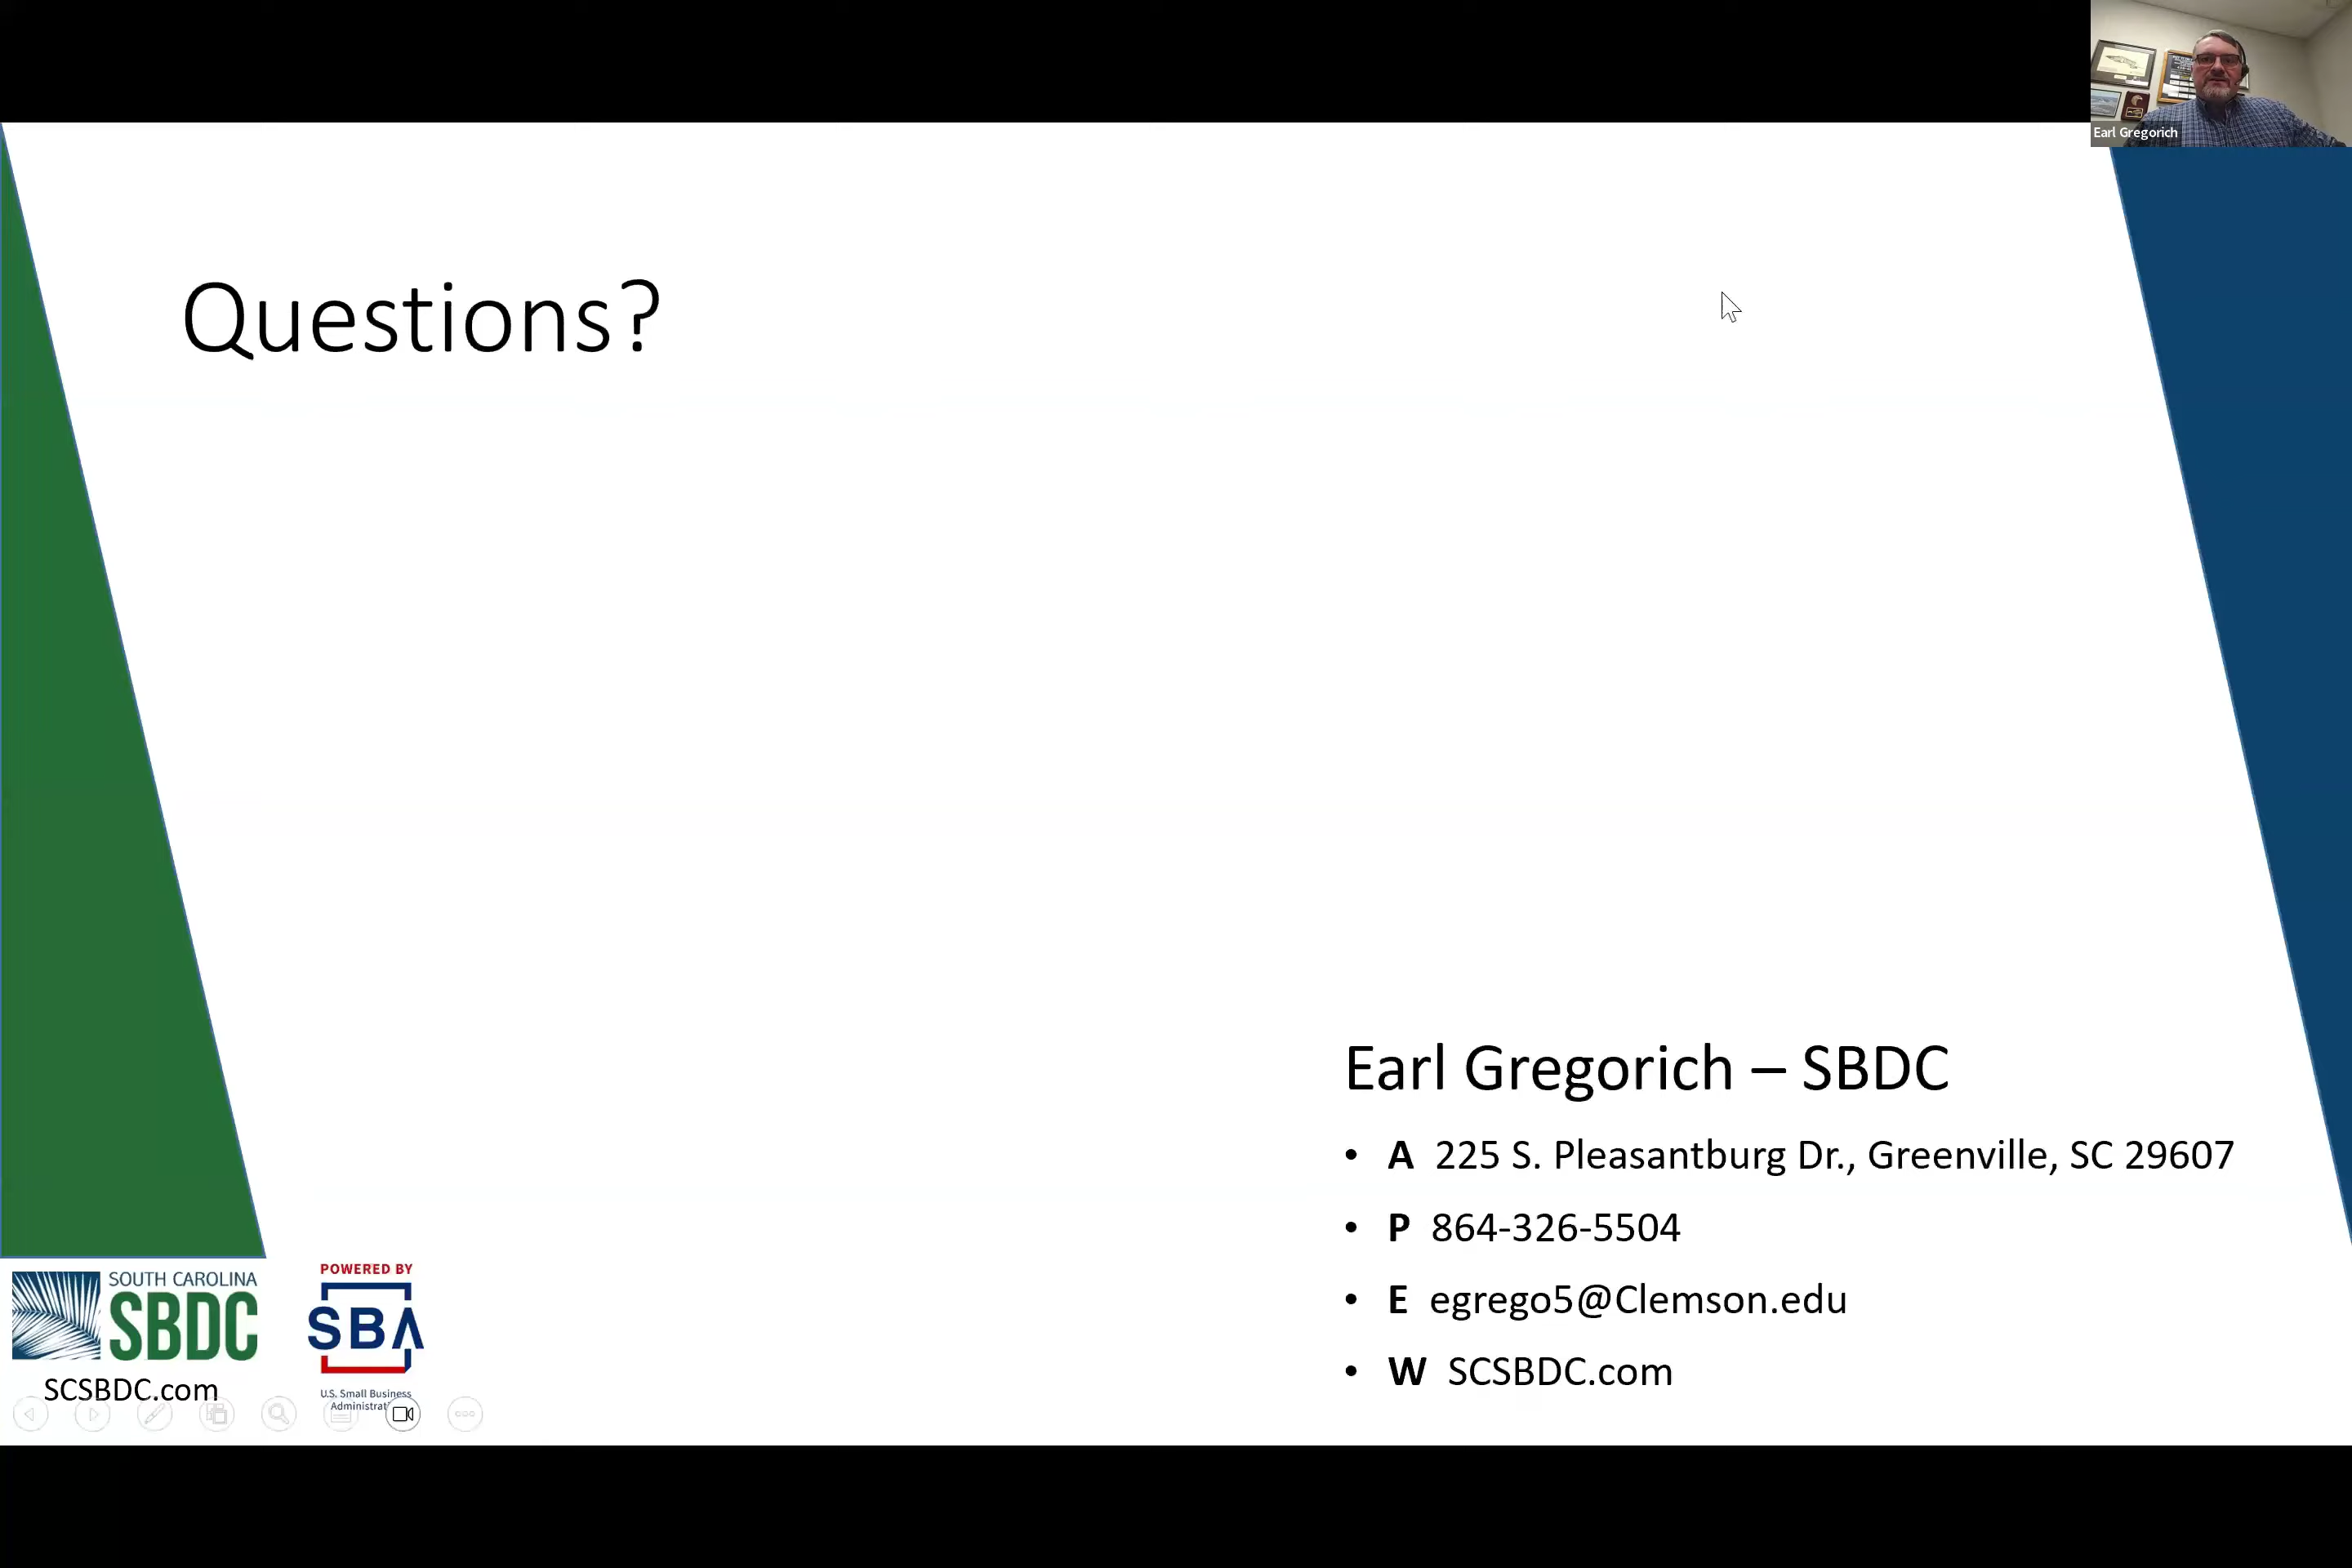 Earl Gregorich
Questions?
Earl Gregorich – SBDC
• A 225 S. Pleasantburg Dr., Greenville, SC 29607
• P 864-326-5504
• E egrego5@Clemson.edu
• W SCSBDC.com
SOUTH CAROLINA
SBDC
SCSBDC.com
POWERED BY
SBA
U.S. Small Business